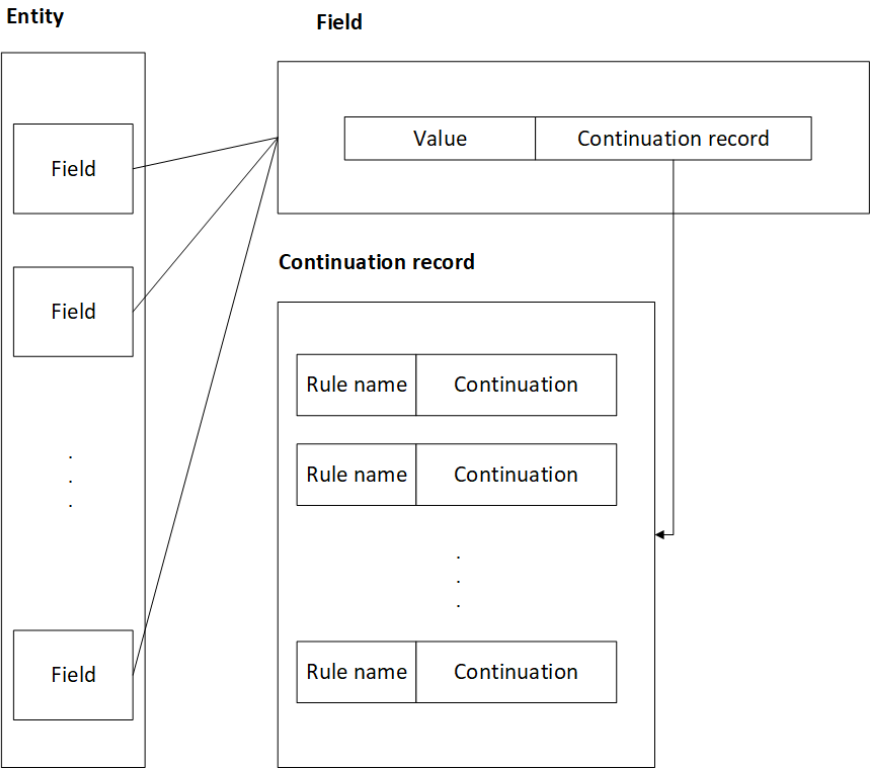 Entity
Field
Field
Field
Field
Value Continuation record
Continuation record
Rule name Continuation
Rule name Continuation
Rule name Continuation